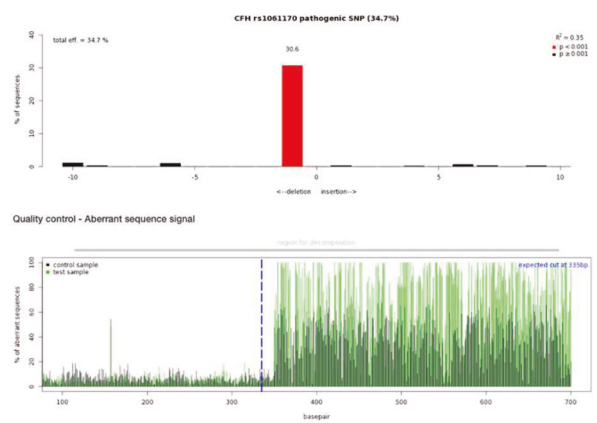 CFH rs1061170 pathogenic SNP (34.7%)
total eff. = 34.7 %
R² = 0.35
p < 0.001
p ≥ 0.001
30.6
% of sequences
0 10 20 30 40
-10 -5 0 5 10
<--deletion insertion-->
Quality control - Aberrant sequence signal
region for decomposition
control sample
test sample
expected cut at 335bp
% of aberrant sequences
0 20 40 60 80 100
100 200 300 400 500 600 700
basepair